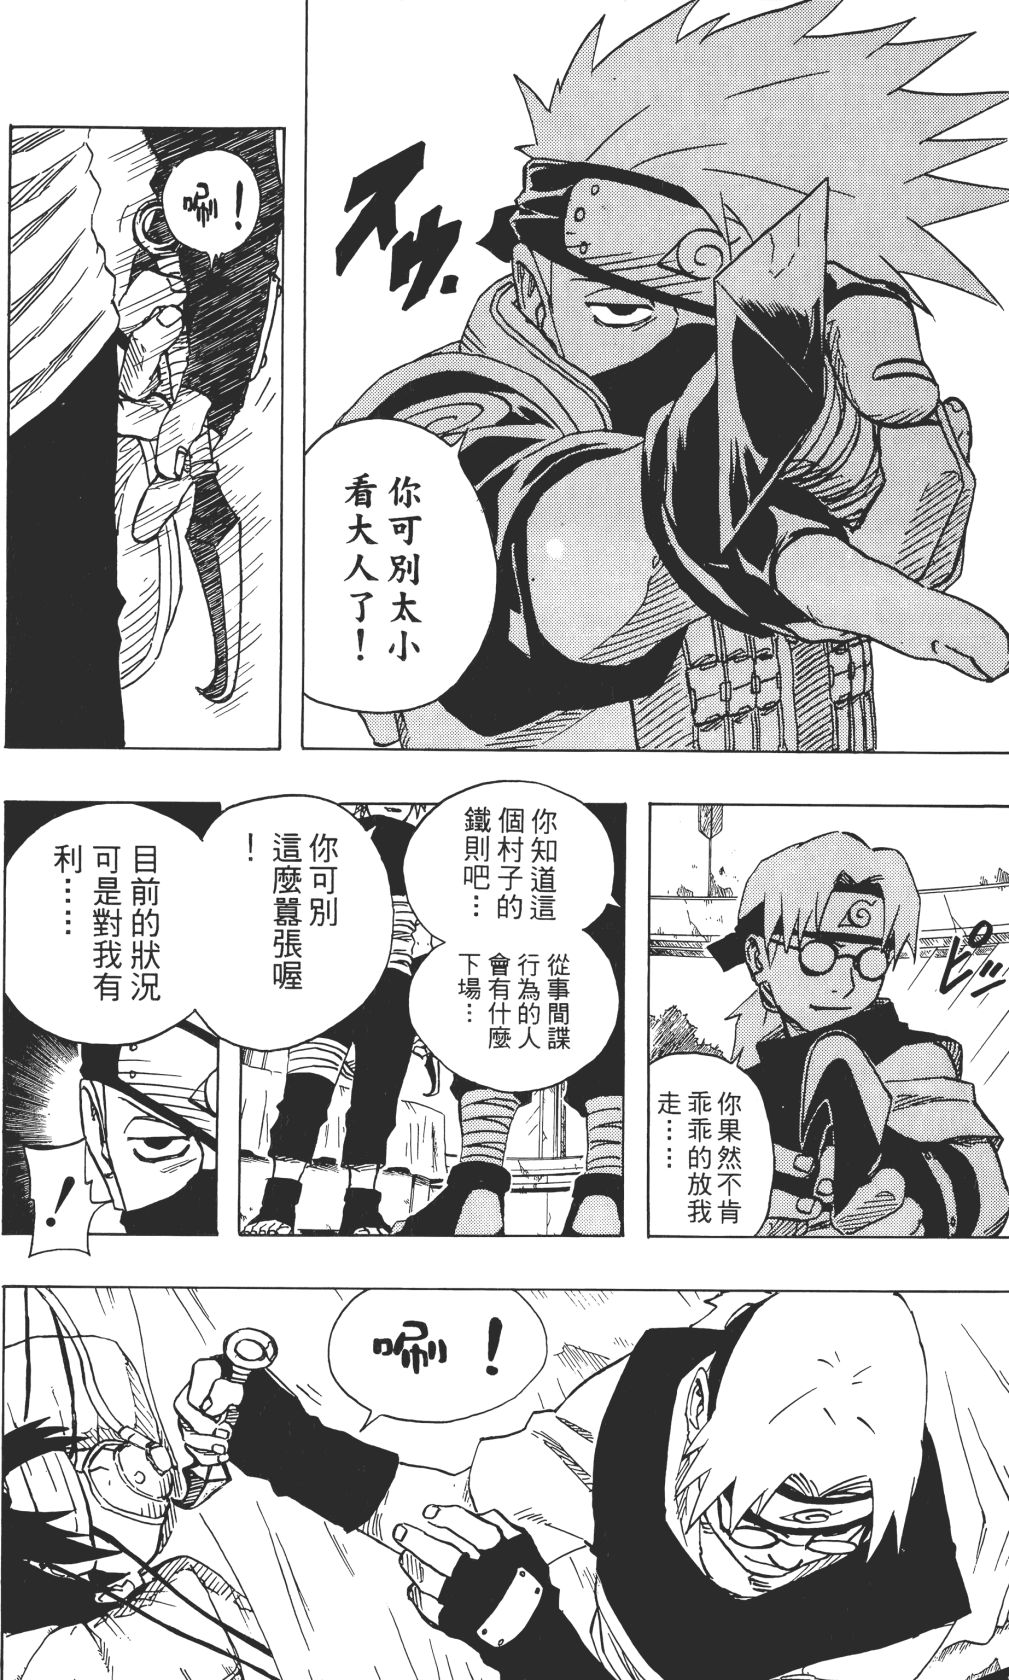 スゥ
你可別太小
看大人了！
唰！
ピッ
你果然不肯
乖乖的放我
走……
你知道這
個村子的
鐵則吧…
從事間諜
行為的人
會有什麼
下場…
你可別
這麼囂張喔
！
目前的狀況
可是對我有
利……
！
唰！